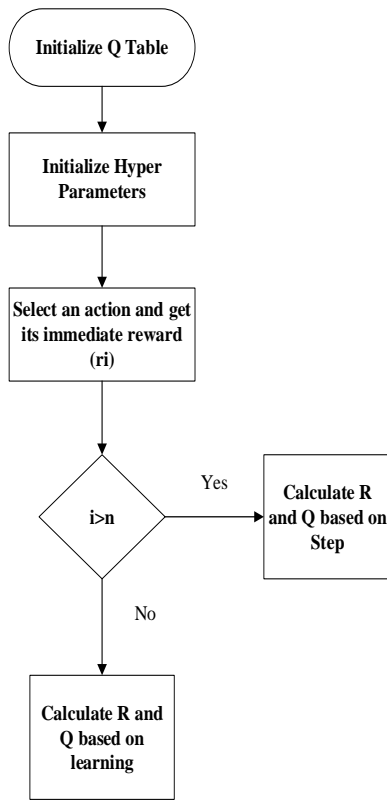 Initialize Q Table
Initialize Hyper
Parameters
Select an action and get
its immediate reward
(ri)
i>n
Yes
Calculate R
and Q based on
Step
No
Calculate R and
Q based on
learning